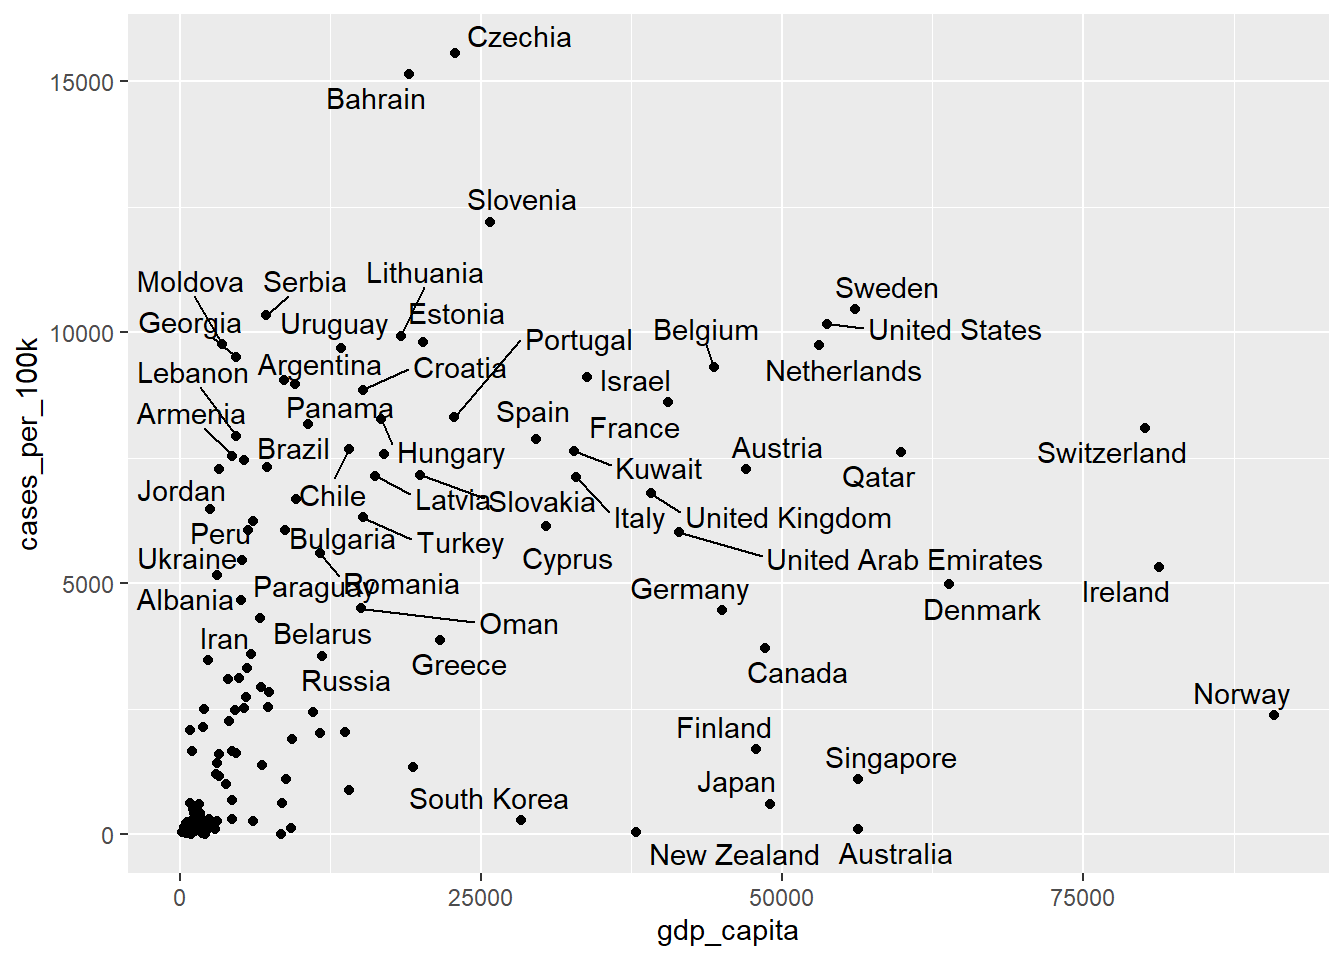 Czechia
15000
Bahrain
Slovenia
Lithuania
Moldova
Serbia
Sweden
Estonia
Georgia
Uruguay
10000
Portugal
Belgium
United States
Argentina
Croatia
Lebanon
Israel
Netherlands
Panama
Armenia
Spain
France
Brazil
Hungary
Austria
Switzerland
Kuwait
Qatar
Jordan
Chile
Latvia
Slovakia
Italy
United Kingdom
Peru
Bulgaria
Turkey
Ukraine
Cyprus
United Arab Emirates
5000
Paraguay
Romania
Germany
Ireland
Albania
Denmark
Oman
Iran
Belarus
Greece
Canada
Russia
Norway
Finland
Singapore
Japan
South Korea
0
New Zealand
Australia
0
25000
50000
75000
gdp_capita
cases_per_100k